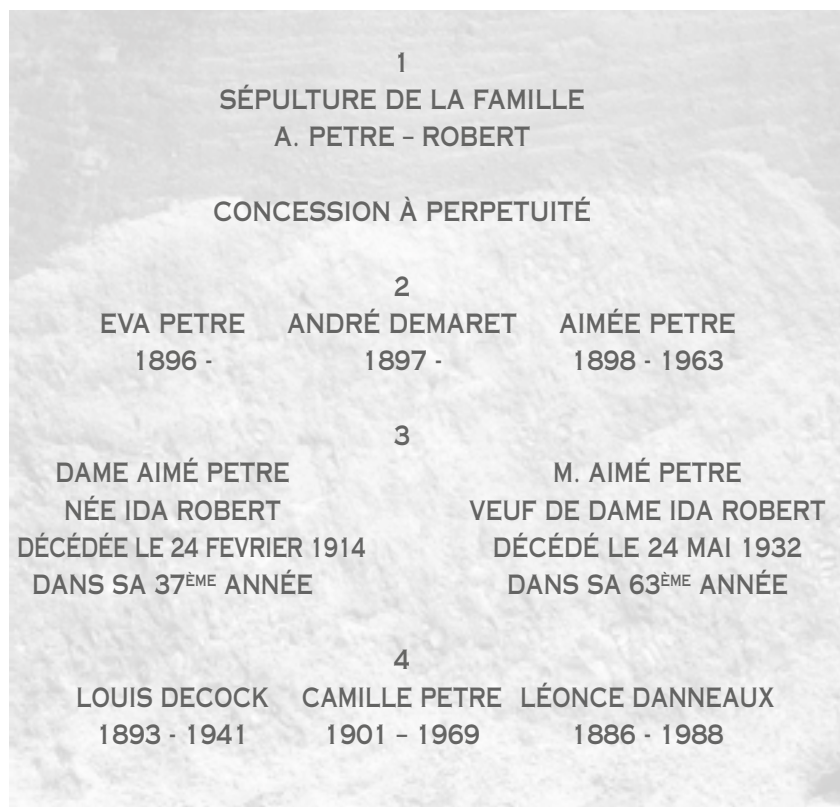 1
SÉPULTURE DE LA FAMILLE
A. PETRE – ROBERT
CONCESSION À PERPETUITÉ
2
EVA PETRE ANDRÉ DEMARET AIMÉE PETRE
1896 - 1897 - 1898 - 1963
3
DAME AIMÉ PETRE M. AIMÉ PETRE
NÉE IDA ROBERT VEUF DE DAME IDA ROBERT
DÉCÉDÉE LE 24 FEVRIER 1914 DÉCÉDÉ LE 24 MAI 1932
DANS SA 37ÈME ANNÉE DANS SA 63ÈME ANNÉE
4
LOUIS DECOCK CAMILLE PETRE LÉONCE DANNEAUX
1893 - 1941 1901 – 1969 1886 - 1988